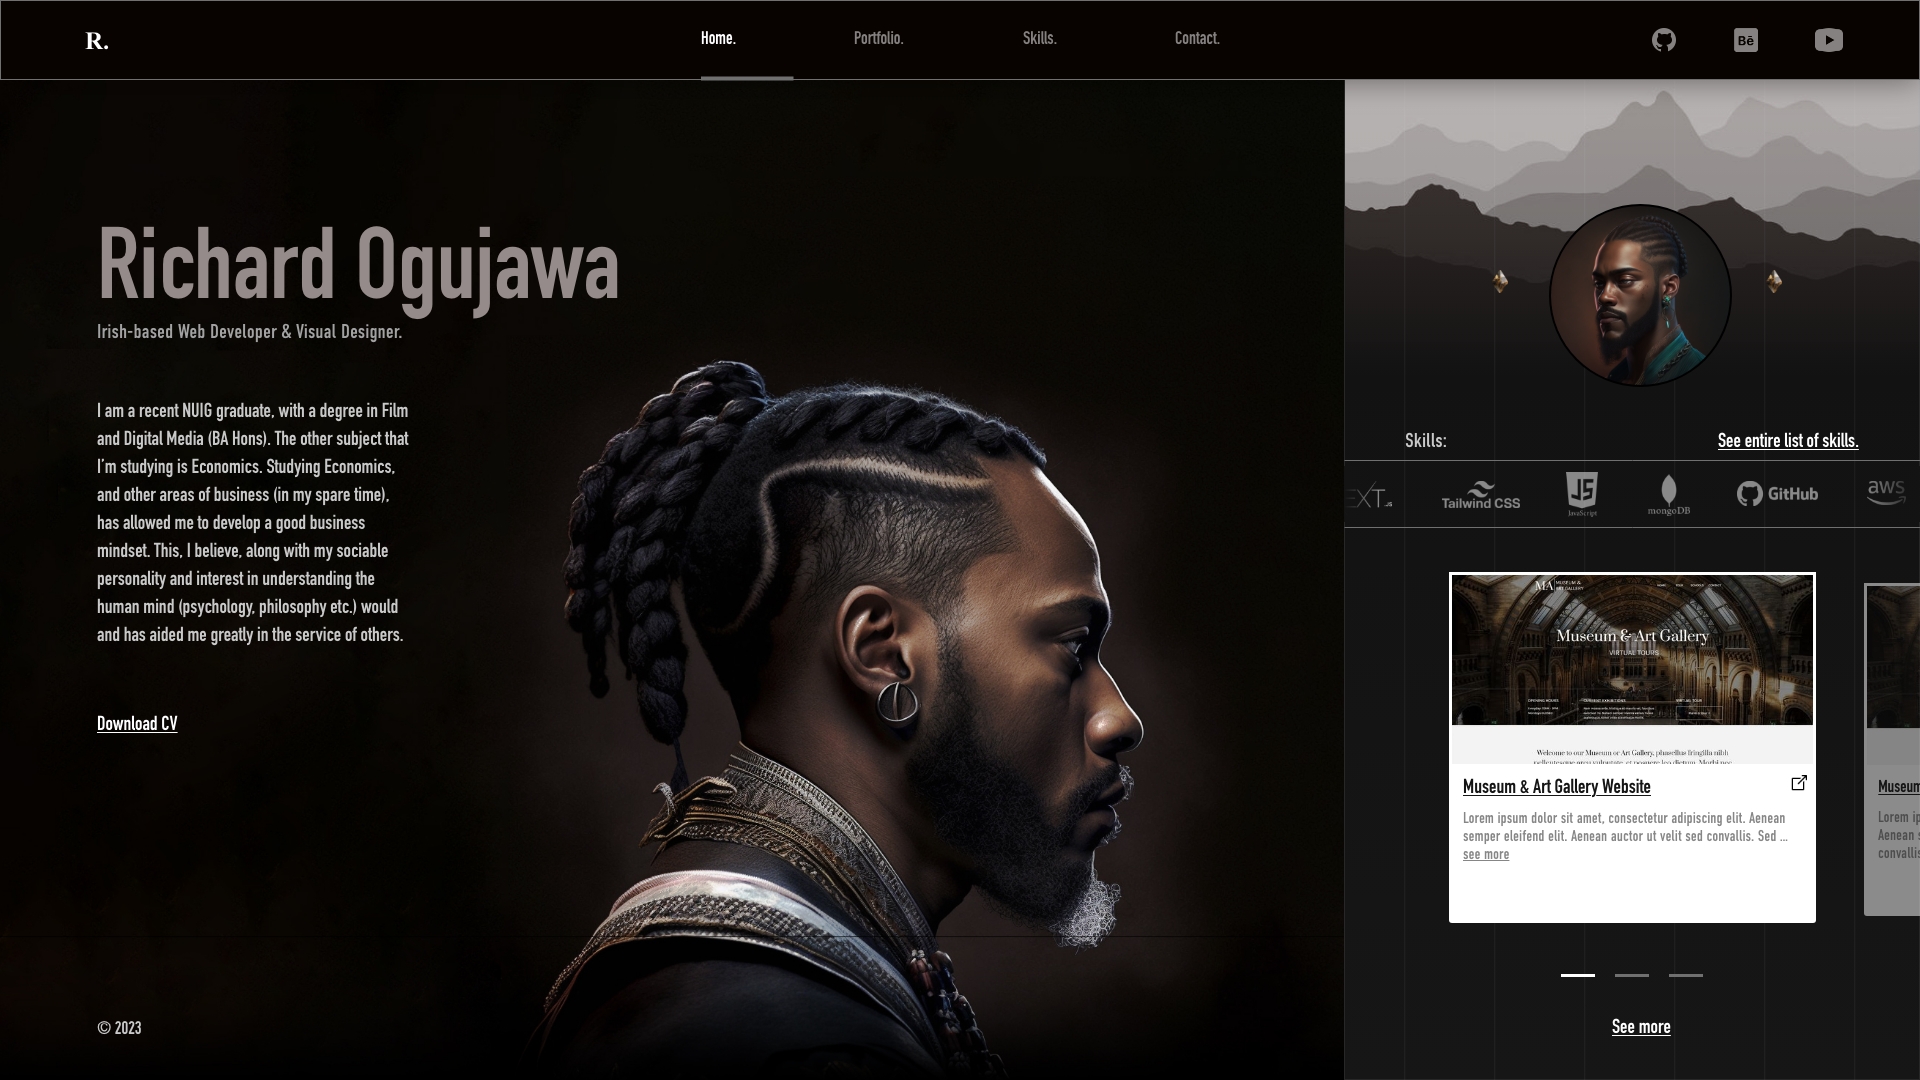 R.
Home.
Portfolio.
Skills.
Contact.
Bē
Richard Ogujawa
Irish-based Web Developer & Visual Designer.
I am a recent NUIG graduate, with a degree in Film
and Digital Media (BA Hons). The other subject that
I'm studying is Economics. Studying Economics,
and other areas of business (in my spare time),
has allowed me to develop a good business
mindset. This, I believe, along with my sociable
personality and interest in understanding the
human mind (psychology, philosophy etc.) would
and has aided me greatly in the service of others.
Download CV
© 2023
Skills:
See entire list of skills.
EXT.JS
Tailwind CSS
JS
JavaScript
mongoDB
GitHub
aws
MA MUSEUM &
ART GALLERY
Museum & Art Gallery
VIRTUAL TOURS
OPENING HOURS
CURRENT EXHIBITIONS
VIRTUAL TOUR
Welcome to our Museum or Art Gallery, phasellus fringilla nibh
Museum & Art Gallery Website
Lorem ipsum dolor sit amet, consectetur adipiscing elit. Aenean
semper eleifend elit. Aenean auctor ut velit sed convallis. Sed ...
see more
Museum
Lorem ip
Aenean s
convallis
See more